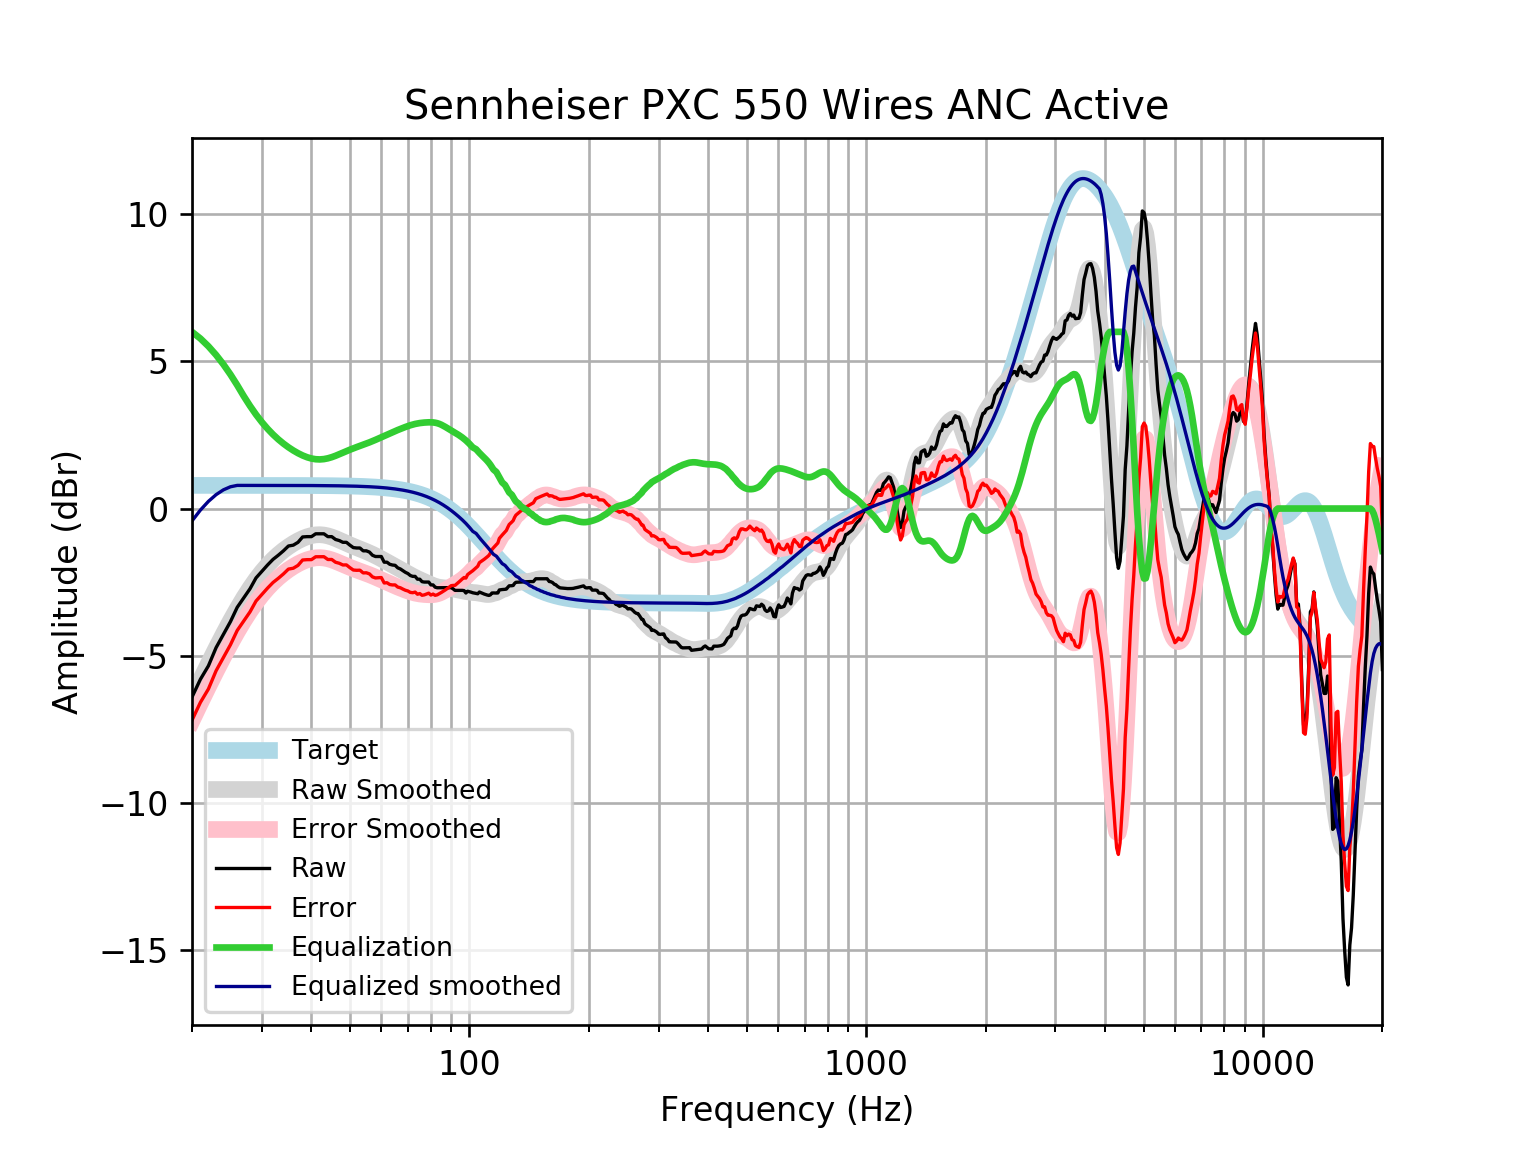 Sennheiser PXC 550 Wires ANC Active
Amplitude (dBr)
10
5
0
−5
−10
−15
Target
Raw Smoothed
Error Smoothed
Raw
Error
Equalization
Equalized smoothed
100 1000 10000
Frequency (Hz)